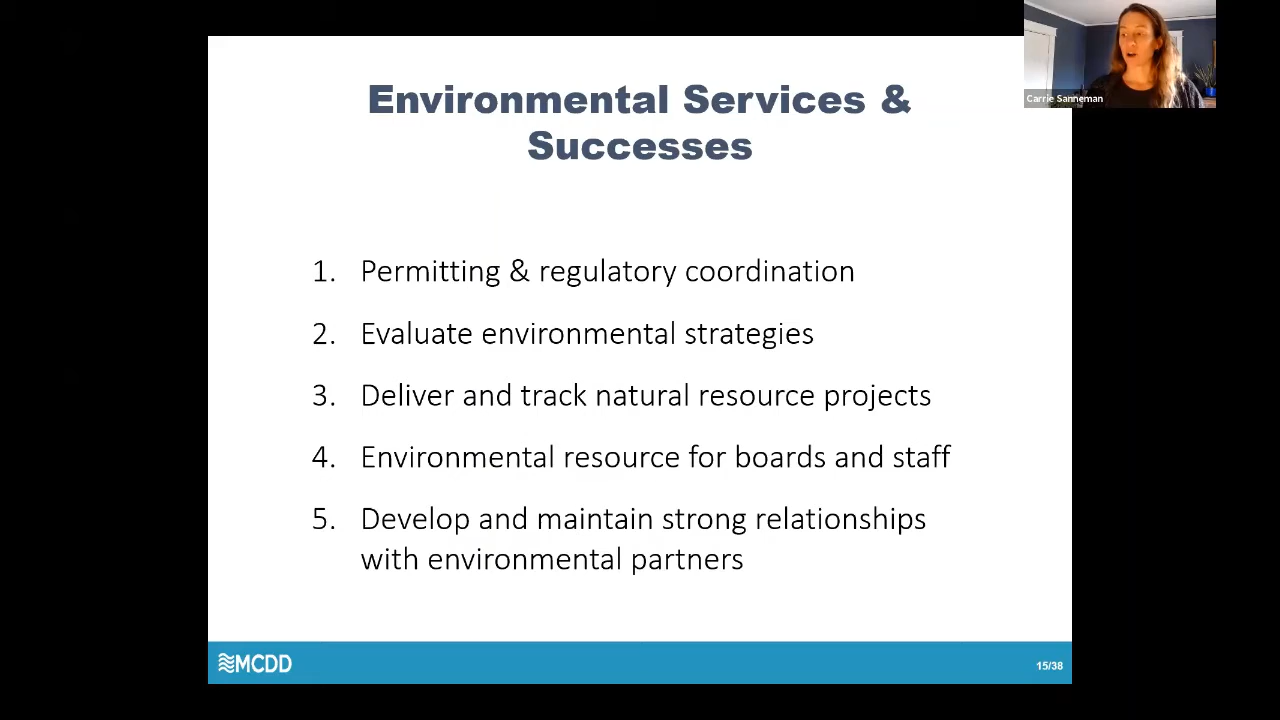 Environmental Services &
Successes
Carrie Sanneman
1. Permitting & regulatory coordination
2. Evaluate environmental strategies
3. Deliver and track natural resource projects
4. Environmental resource for boards and staff
5. Develop and maintain strong relationships
with environmental partners
MCDD
15/38